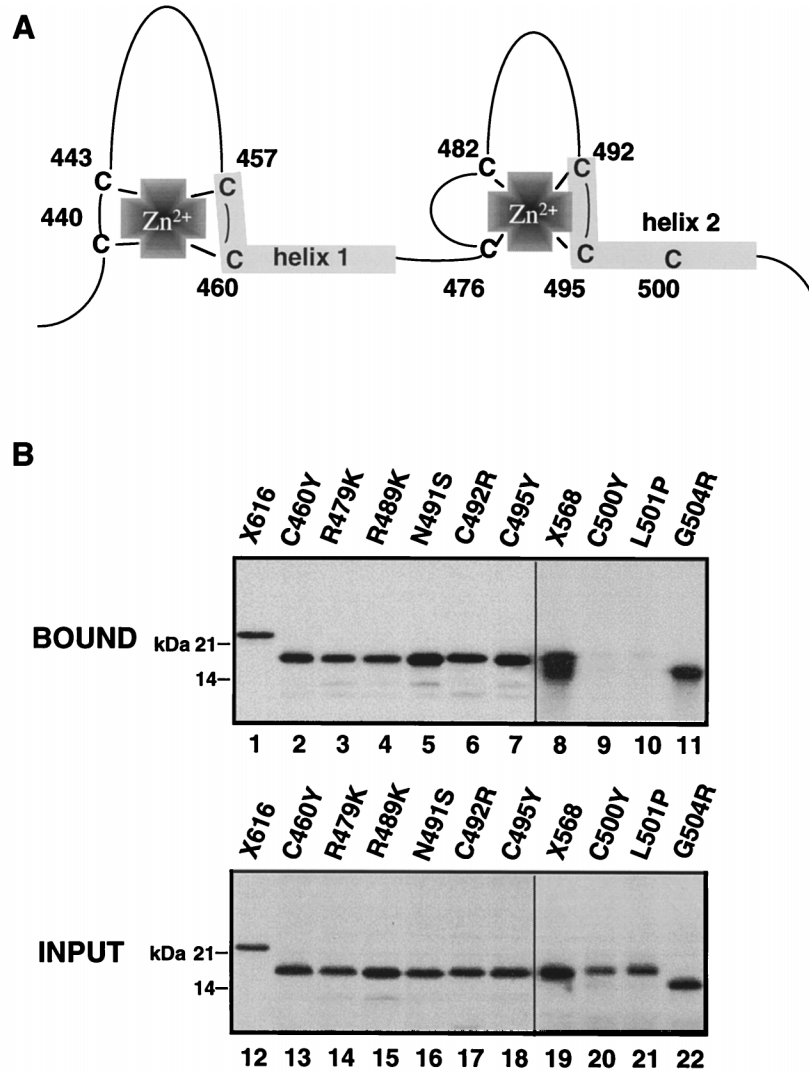 A
443
457
482
492
C
C
C
C
Zn2+
Zn2+
440
helix 2
C
C
helix 1
C
C
C
460
476
495
500
B
X616 C460Y R479K R489K N491S C492R C495Y X568 C500Y L501P G504R
BOUND
kDa 21
14
1 2 3 4 5 6 7 8 9 10 11
X616 C460Y R479K R489K N491S C492R C495Y X568 C500Y L501P G504R
INPUT
kDa 21
14
12 13 14 15 16 17 18 19 20 21 22